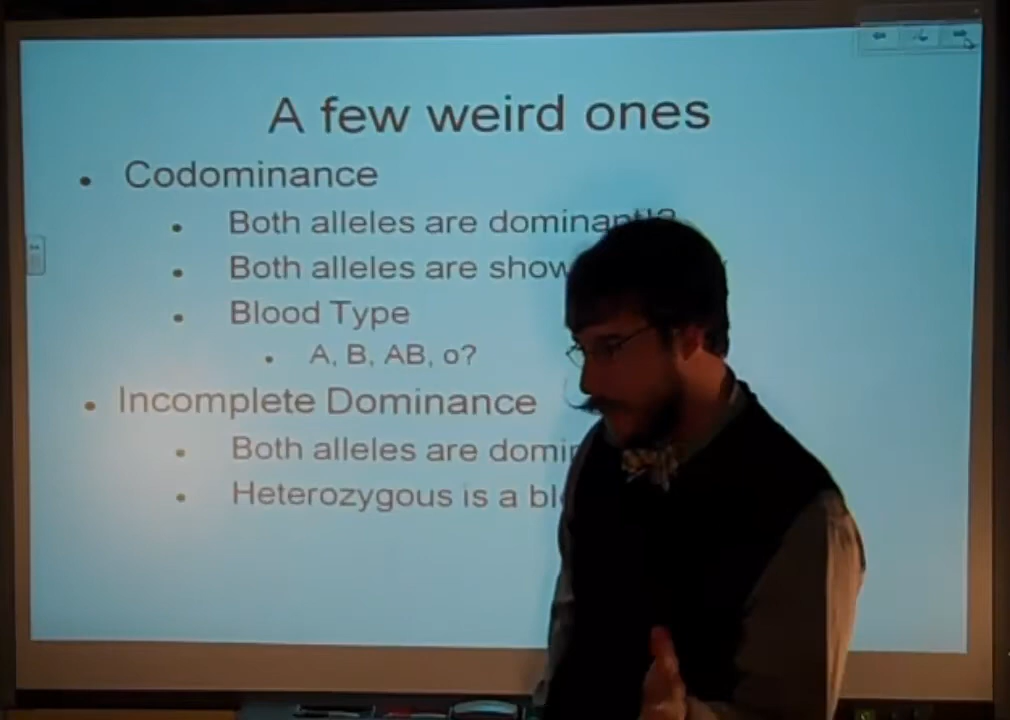 A few weird ones
• Codominance
• Both alleles are dominant!?
• Both alleles are
• Blood Type
• A, B, AB, o?
• Incomplete Dominance
• Both alleles are
• Heterozygous is a